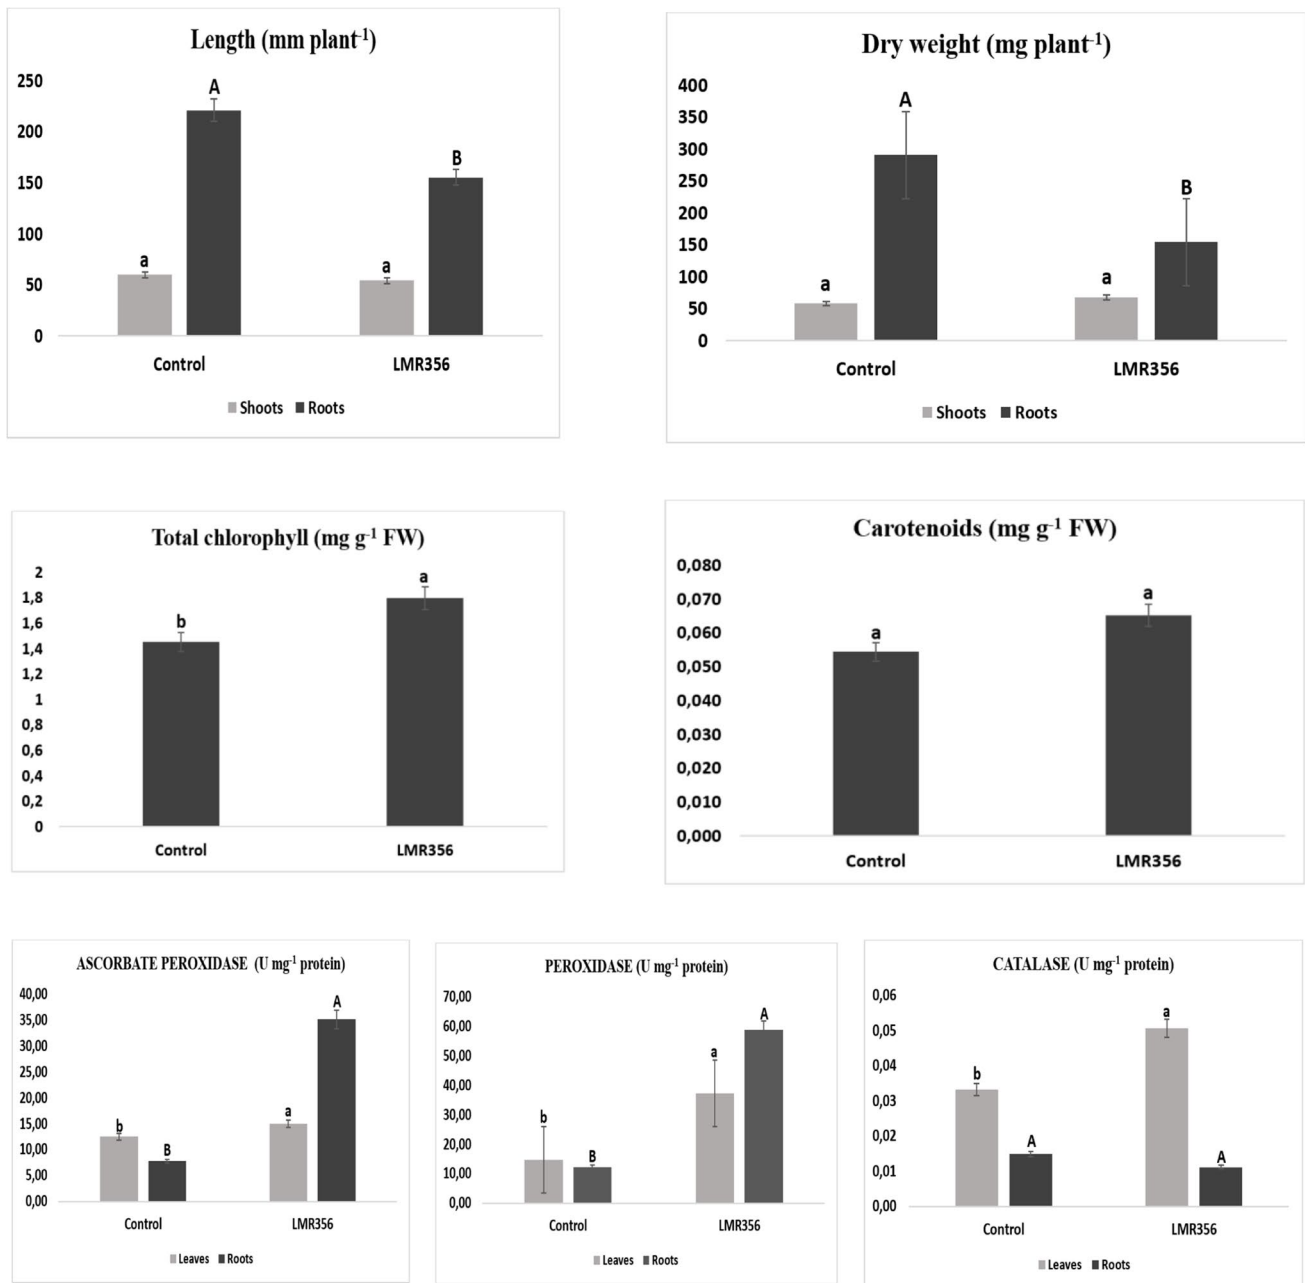 Length (mm plant⁻¹)
250
200
150
100
50
0
A
B
a
a
Control
LMR356
Shoots
Roots
Dry weight (mg plant⁻¹)
400
350
300
250
200
150
100
50
0
A
B
a
a
Control
LMR356
Shoots
Roots
Total chlorophyll (mg g⁻¹ FW)
2
1,8
1,6
1,4
1,2
1
0,8
0,6
0,4
0,2
0
b
a
Control
LMR356
Carotenoids (mg g⁻¹ FW)
0,080
0,070
0,060
0,050
0,040
0,030
0,020
0,010
0,000
a
a
Control
LMR356
ASCORBATE PEROXIDASE (U mg⁻¹ protein)
40,00
35,00
30,00
25,00
20,00
15,00
10,00
5,00
0,00
b
B
a
A
Control
LMR356
Leaves
Roots
PEROXIDASE (U mg⁻¹ protein)
70,00
60,00
50,00
40,00
30,00
20,00
10,00
0,00
b
B
a
A
Control
LMR356
Leaves
Roots
CATALASE (U mg⁻¹ protein)
0,06
0,05
0,04
0,03
0,02
0,01
0,00
b
A
a
A
Control
LMR356
Leaves
Roots